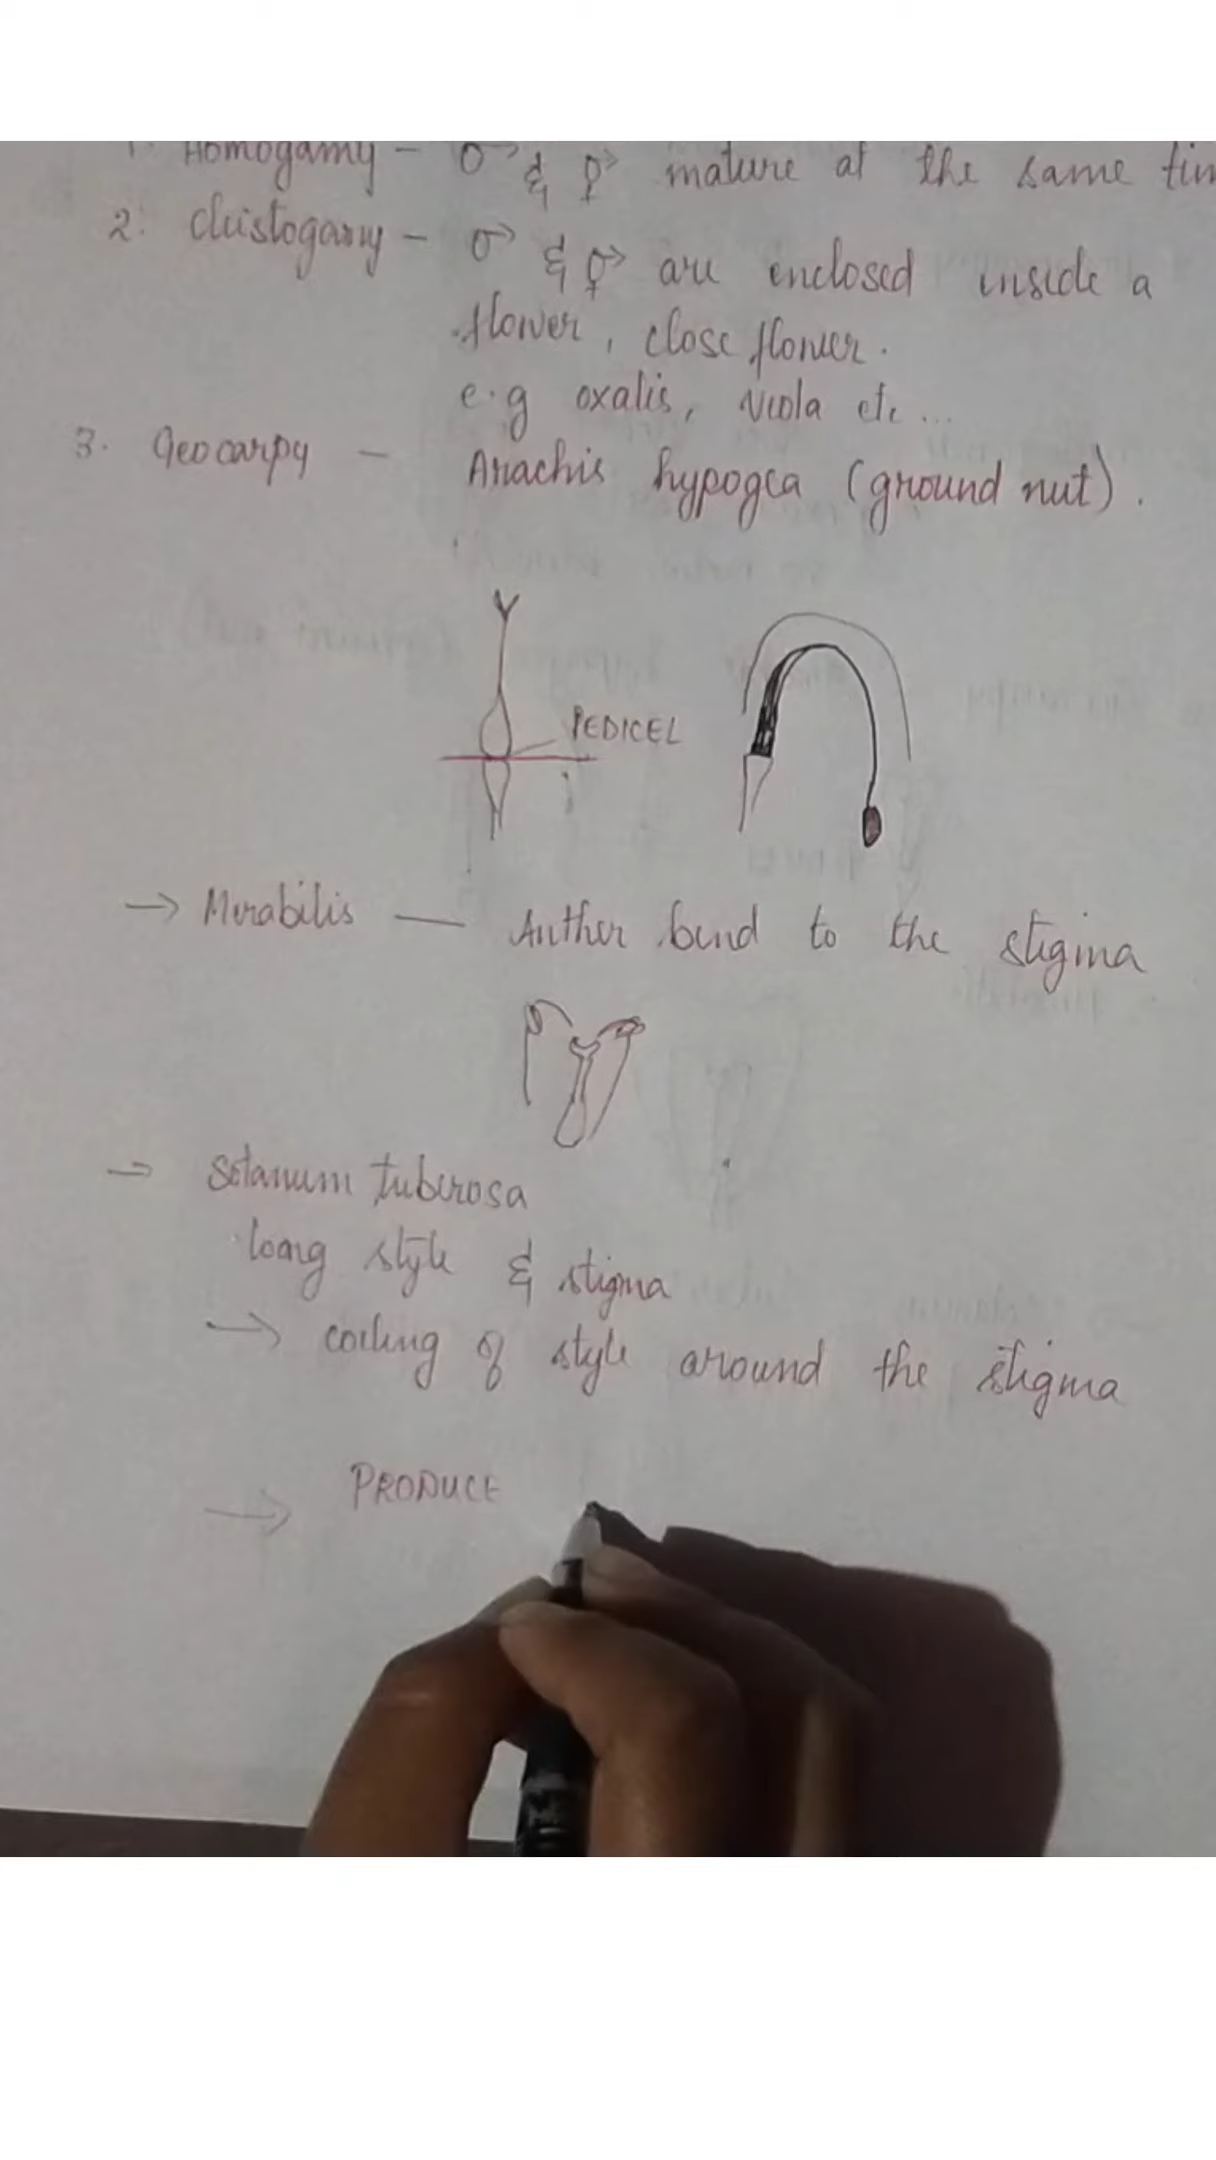 1. Homogamy - ♂ & ♀ mature at the same tim
2. Cleistogamy - ♂ & ♀ are enclosed inside a
flower, close flower.
e.g oxalis, viola etc...
3. Geocarpy - Arachis hypogea (ground nut).
PEDICEL
→ Mirabilis — Anther bend to the stigma
→ Solanum tuberosa
long style & stigma
→ coiling of style around the stigma
→ PRODUCE